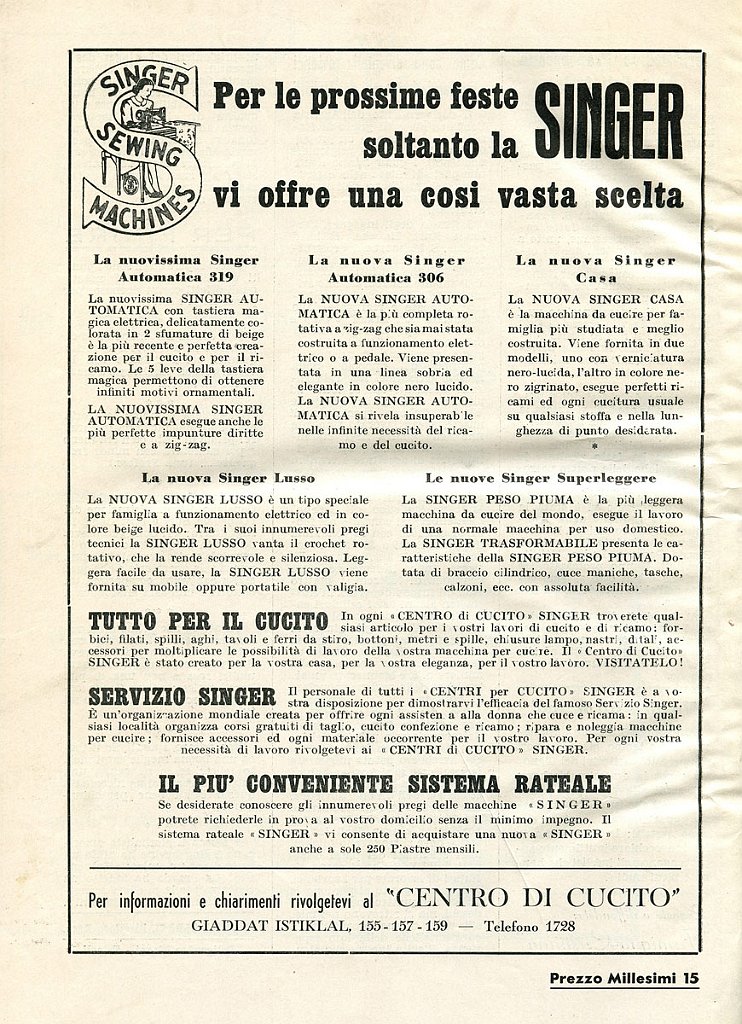 SINGER
SEWING
MACHINES
Per le prossime feste SINGER
soltanto la
vi offre una cosi vasta scelta
La nuovissima Singer
Automatica 319
La nuovissima SINGER AU-
TOMATICA con tastiera ma-
gica elettrica, delicatamente co-
lorata in 2 sfumature di beige
è la più recente e perfetta crea-
zione per il cucito e per il ri-
camo. Le 5 leve della tastiera
magica permettono di ottenere
infiniti motivi ornamentali.
LA NUOVISSIMA SINGER
AUTOMATICA esegue anche le
più perfette impunture diritte
e a zig-zag.
La nuova Singer
Automatica 306
La NUOVA SINGER AUTO-
MATICA è la più completa ro-
tativa a zig-zag che sia mai stata
costruita a funzionamento elet-
trico o a pedale. Viene presen-
tata in una linea sobria ed
elegante in colore nero lucido.
La NUOVA SINGER AUTO-
MATICA si rivela insuperabile
nelle infinite necessità del rica-
mo e del cucito.
La nuova Singer
Casa
La NUOVA SINGER CASA
è la macchina da cucire per fa-
miglia più studiata e meglio
costruita. Viene fornita in due
modelli, uno con verniciatura
nero-lucida, l'altro in colore ne-
ro zigrinato, esegue perfetti ri-
cami ed ogni cucitura usuale
su qualsiasi stoffa e nella lun-
ghezza di punto desiderata.
*
La nuova Singer Lusso
La NUOVA SINGER LUSSO è un tipo speciale
per famiglia a funzionamento elettrico ed in co-
lore beige lucido. Tra i suoi innumerevoli pregi
tecnici la SINGER LUSSO vanta il crochet ro-
tativo, che la rende scorrevole e silenziosa. Leg-
gera facile da usare, la SINGER LUSSO viene
fornita su mobile oppure portatile con valigia.
Le nuove Singer Superleggere
La SINGER PESO PIUMA è la più leggera
macchina da cucire del mondo, esegue il lavoro
di una normale macchina per uso domestico.
La SINGER TRASFORMABILE presenta le ca-
ratteristiche della SINGER PESO PIUMA. Do-
tata di braccio cilindrico, cuce maniche, tasche,
calzoni, ecc. con assoluta facilità.
TUTTO PER IL CUCITO In ogni «CENTRO di CUCITO» SINGER troverete qual-
siasi articolo per i vostri lavori di cucito e di ricamo: for-
bici, filati, spilli, aghi, tavoli e ferri da stiro, bottoni, metri e spille, chiusure lampo, nastri, ditali, ac-
cessori per moltiplicare le possibilità di lavoro della vostra macchina per cucire. Il «Centro di Cucito»
SINGER è stato creato per la vostra casa, per la vostra eleganza, per il vostro lavoro. VISITATELO!
SERVIZIO SINGER Il personale di tutti i «CENTRI per CUCITO» SINGER è a vo-
stra disposizione per dimostrarvi l'efficacia del famoso Servizio Singer.
È un'organizzazione mondiale creata per offrire ogni assisten a alla donna che cuce e ricama: in qual-
siasi località organizza corsi gratuiti di taglio, cucito confezione e ricamo; ripara e noleggia macchine
per cucire; fornisce accessori ed ogni materiale occorrente per il vostro lavoro. Per ogni vostra
necessità di lavoro rivolgetevi ai «CENTRI DI CUCITO» SINGER.
IL PIU' CONVENIENTE SISTEMA RATEALE
Se desiderate conoscere gli innumerevoli pregi delle macchine «SINGER»
potrete richiederle in prova al vostro domicilio senza il minimo impegno. Il
sistema rateale «SINGER» vi consente di acquistare una nuova «SINGER»
anche a sole 250 Piastre mensili.
Per informazioni e chiarimenti rivolgetevi al "CENTRO DI CUCITO"
GIADDAT ISTIKLAL, 155-157-159 — Telefono 1728
Prezzo Millesimi 15